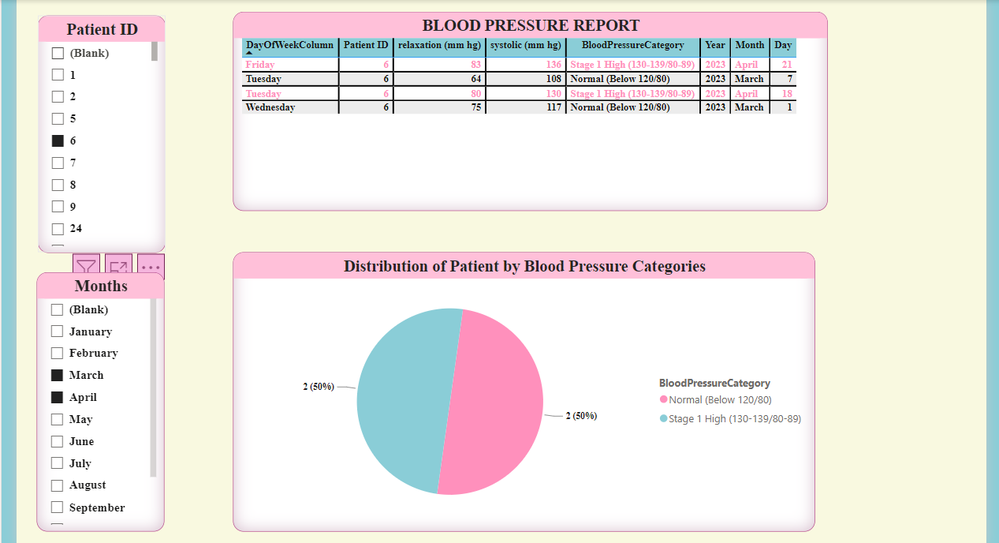 Patient ID
(Blank)
1
2
5
6
7
8
9
24
Months
(Blank)
January
February
March
April
May
June
July
August
September
BLOOD PRESSURE REPORT
DayOfWeekColumn Patient ID relaxation (mm hg) systolic (mm hg) BloodPressureCategory Year Month Day
Friday 6 83 136 Stage 1 High (130-139/80-89) 2023 April 21
Tuesday 6 64 108 Normal (Below 120/80) 2023 March 7
Tuesday 6 80 130 Stage 1 High (130-139/80-89) 2023 April 18
Wednesday 6 75 117 Normal (Below 120/80) 2023 March 1
Distribution of Patient by Blood Pressure Categories
2 (50%)
2 (50%)
BloodPressureCategory
Normal (Below 120/80)
Stage 1 High (130-139/80-89)